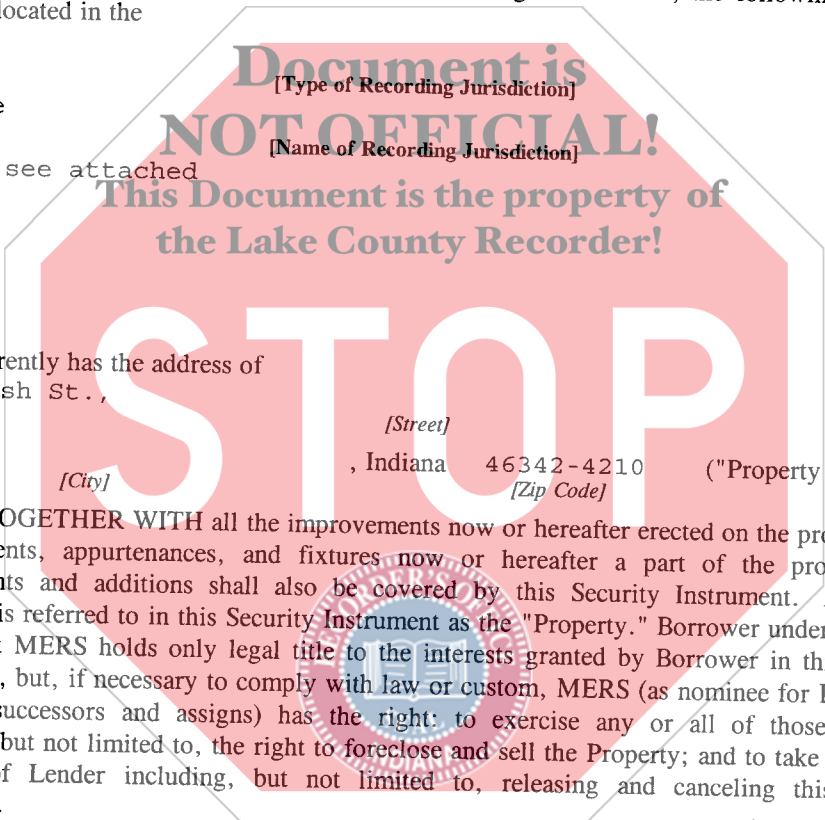 located in the
Document is
[Type of Recording Jurisdiction]
NOT OFFICIAL!
[Name of Recording Jurisdiction]
see attached
This Document is the property of
the Lake County Recorder!
STOP
rently has the address of
sh St.,
[Street]
, Indiana 46342-4210 ("Property
[City]
[Zip Code]
OGETHER WITH all the improvements now or hereafter erected on the pro
ents, appurtenances, and fixtures now or hereafter a part of the pro
nts and additions shall also be covered by this Security Instrument.
is referred to in this Security Instrument as the "Property." Borrower under
MERS holds only legal title to the interests granted by Borrower in thi
, but, if necessary to comply with law or custom, MERS (as nominee for
successors and assigns) has the right: to exercise any or all of those
but not limited to, the right to foreclose and sell the Property; and to take
f Lender including, but not limited to, releasing and canceling this
RECORDER'S OFFICE
INDIANA